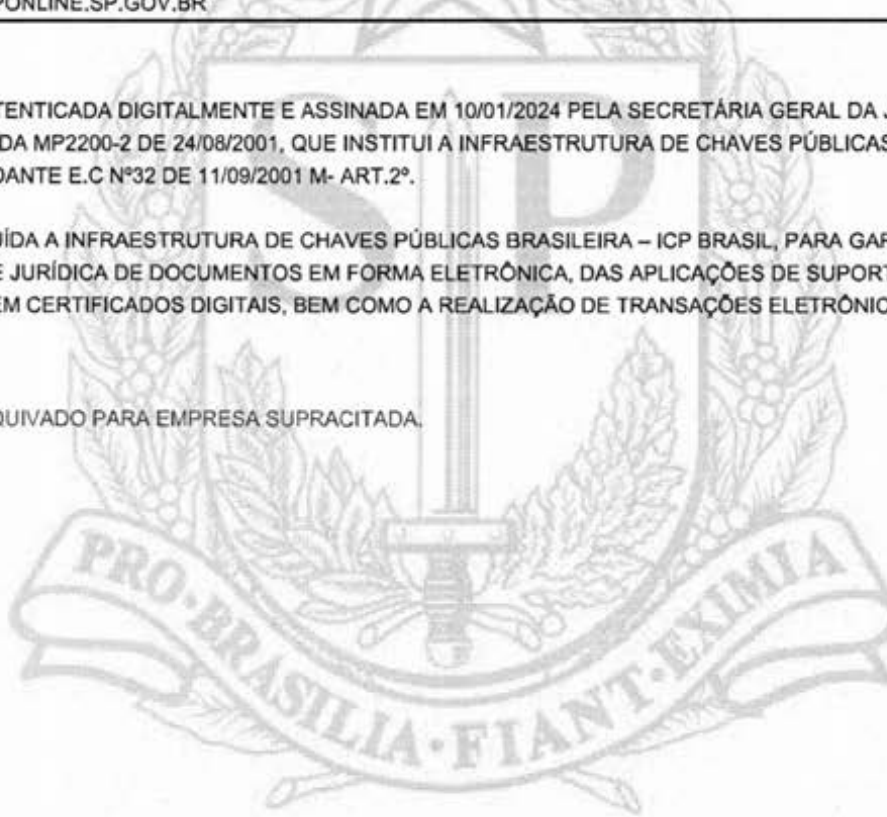 PONLINE.SP.GOV.BR
TENTICADA DIGITALMENTE E ASSINADA EM 10/01/2024 PELA SECRETÁRIA GERAL DA
DA MP2200-2 DE 24/08/2001, QUE INSTITUI A INFRAESTRUTURA DE CHAVES PÚBLICAS
DANTE E.C Nº32 DE 11/09/2001 M- ART.2º.
UÍDA A INFRAESTRUTURA DE CHAVES PÚBLICAS BRASILEIRA – ICP BRASIL, PARA GAR
E JURÍDICA DE DOCUMENTOS EM FORMA ELETRÔNICA, DAS APLICAÇÕES DE SUPORT
EM CERTIFICADOS DIGITAIS, BEM COMO A REALIZAÇÃO DE TRANSAÇÕES ELETRÔNIC
QUIVADO PARA EMPRESA SUPRACITADA.
SP
PRO·BRASILIA·FIANT·EXIMIA